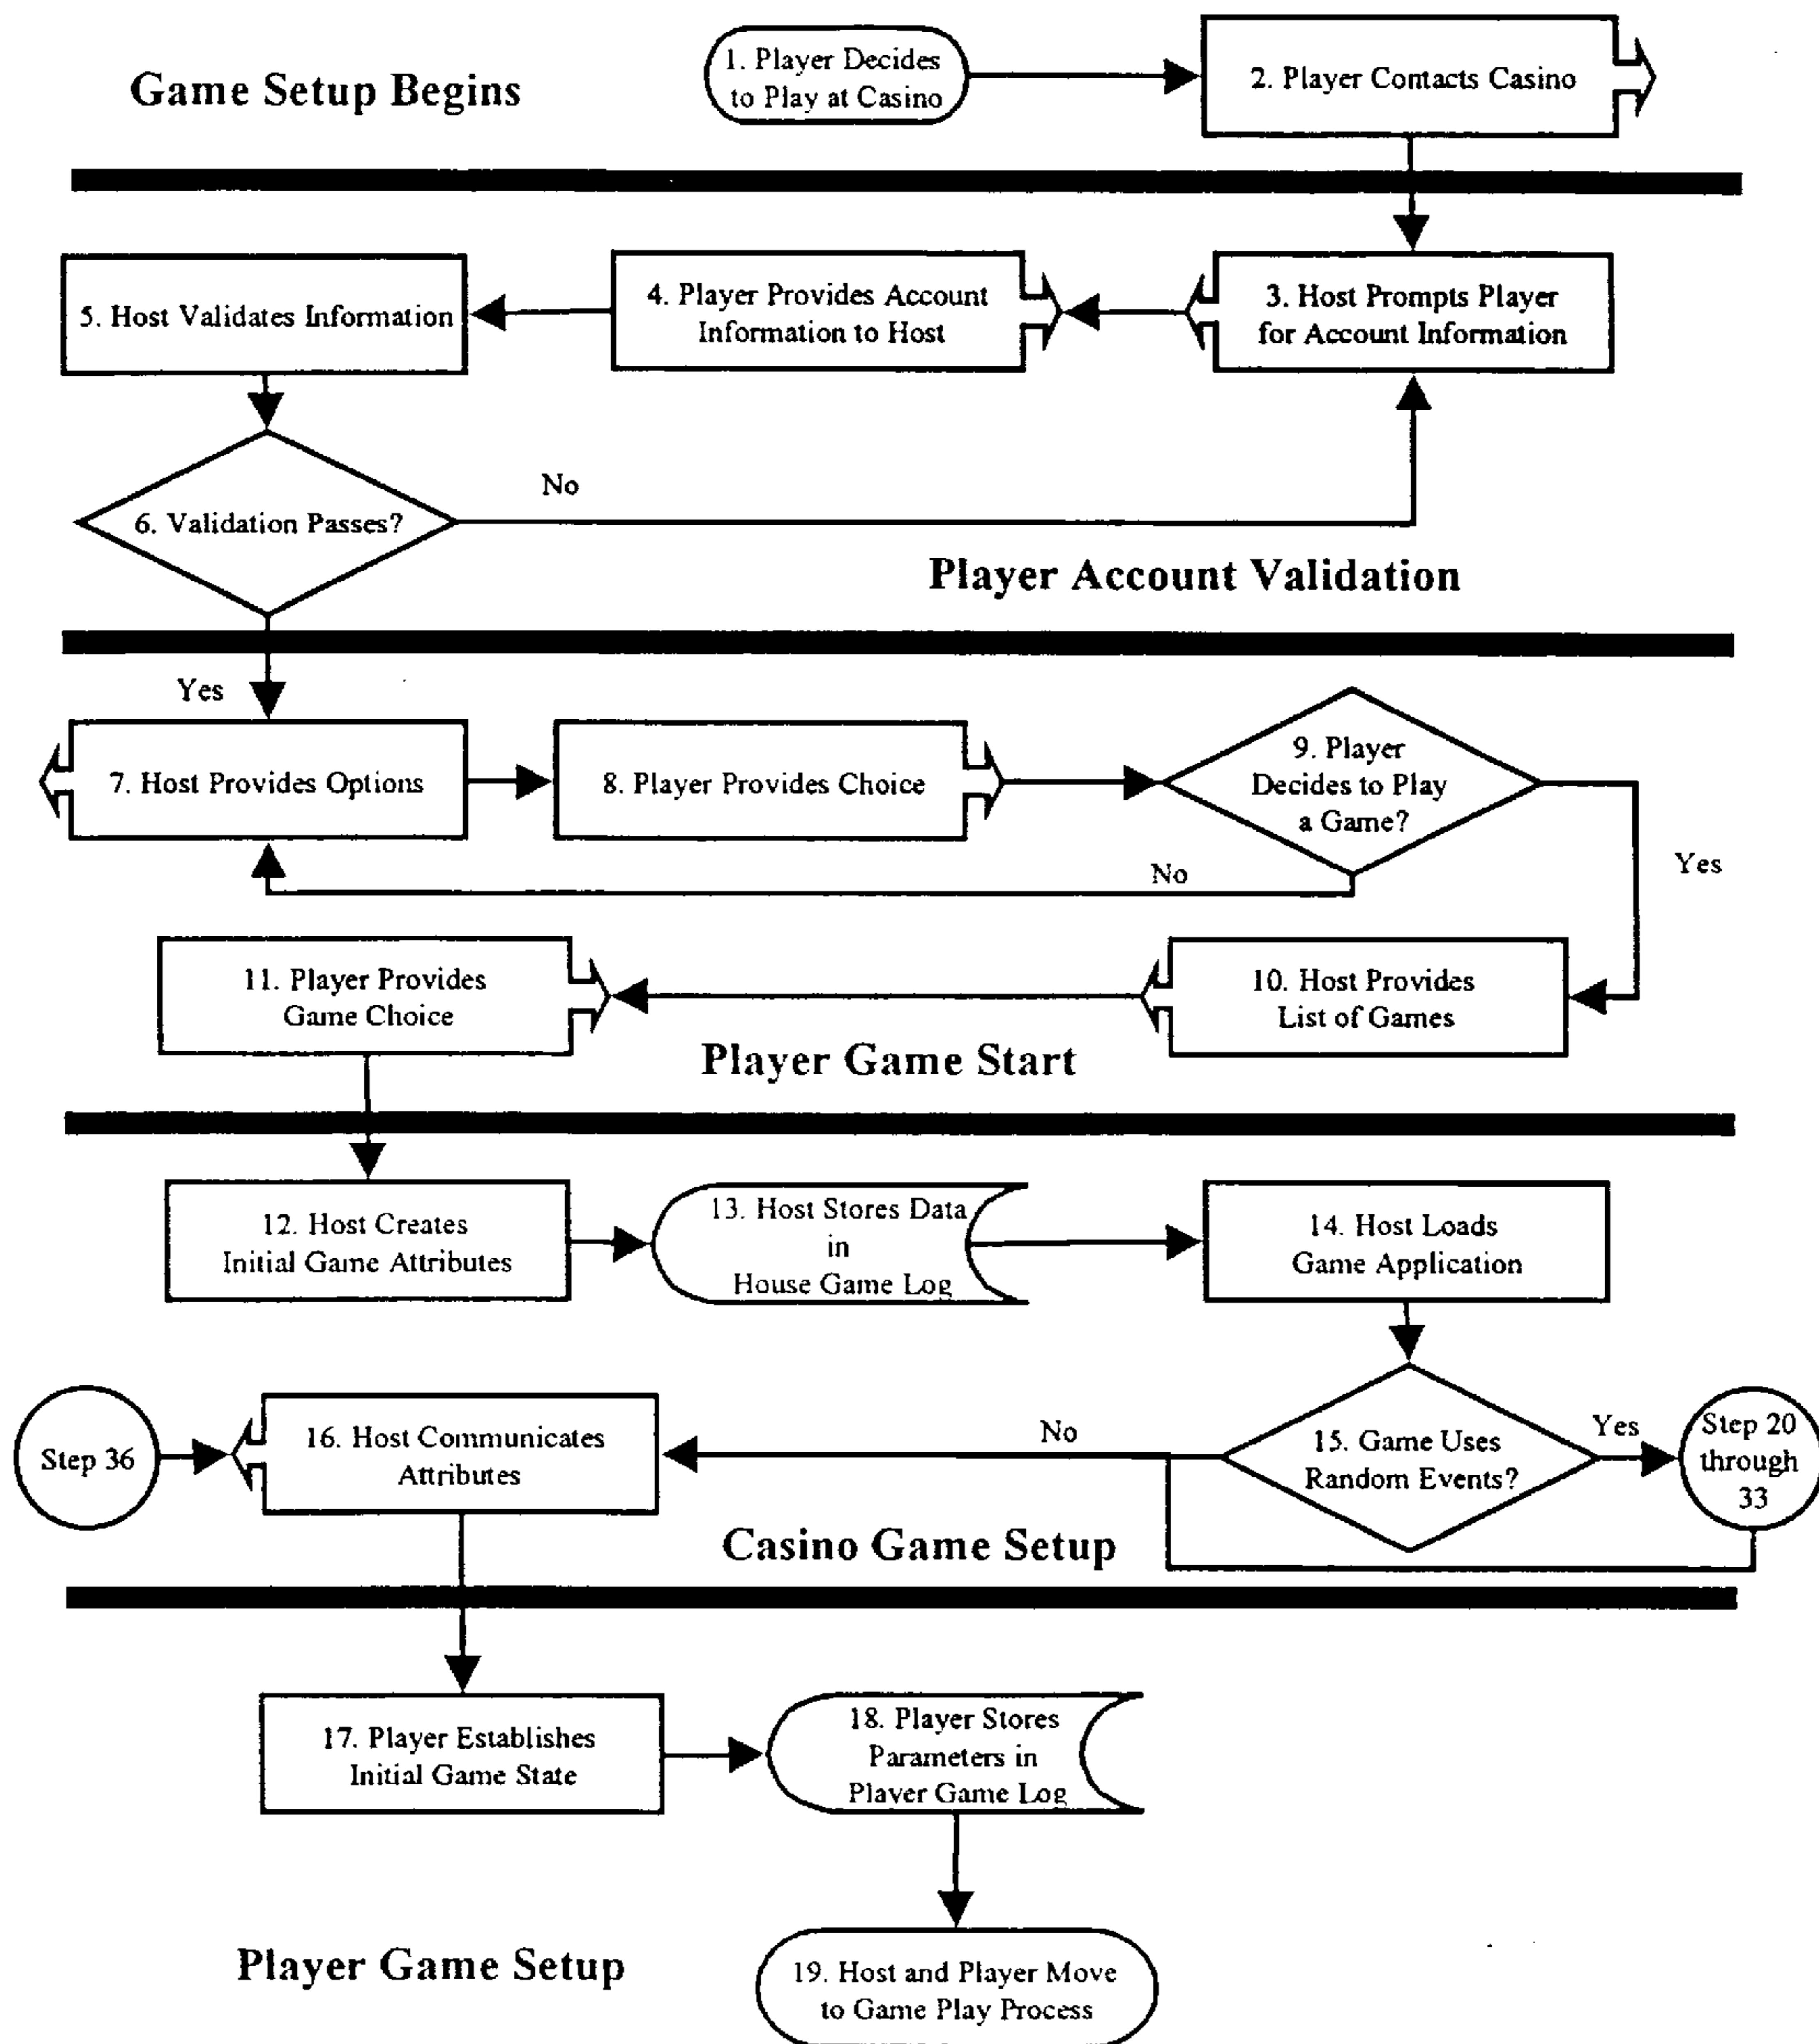 Game Setup Begins
1. Player Decides
to Play at Casino
2. Player Contacts Casino
5. Host Validates Information
4. Player Provides Account
Information to Host
3. Host Prompts Player
for Account Information
6. Validation Passes?
No
Player Account Validation
Yes
7. Host Provides Options
8. Player Provides Choice
9. Player
Decides to Play
a Game?
No
Yes
11. Player Provides
Game Choice
10. Host Provides
List of Games
Player Game Start
12. Host Creates
Initial Game Attributes
13. Host Stores Data
in
House Game Log
14. Host Loads
Game Application
Step 36
16. Host Communicates
Attributes
No
15. Game Uses
Random Events?
Yes
Step 20
through
33
Casino Game Setup
17. Player Establishes
Initial Game State
18. Player Stores
Parameters in
Player Game Log
Player Game Setup
19. Host and Player Move
to Game Play Process